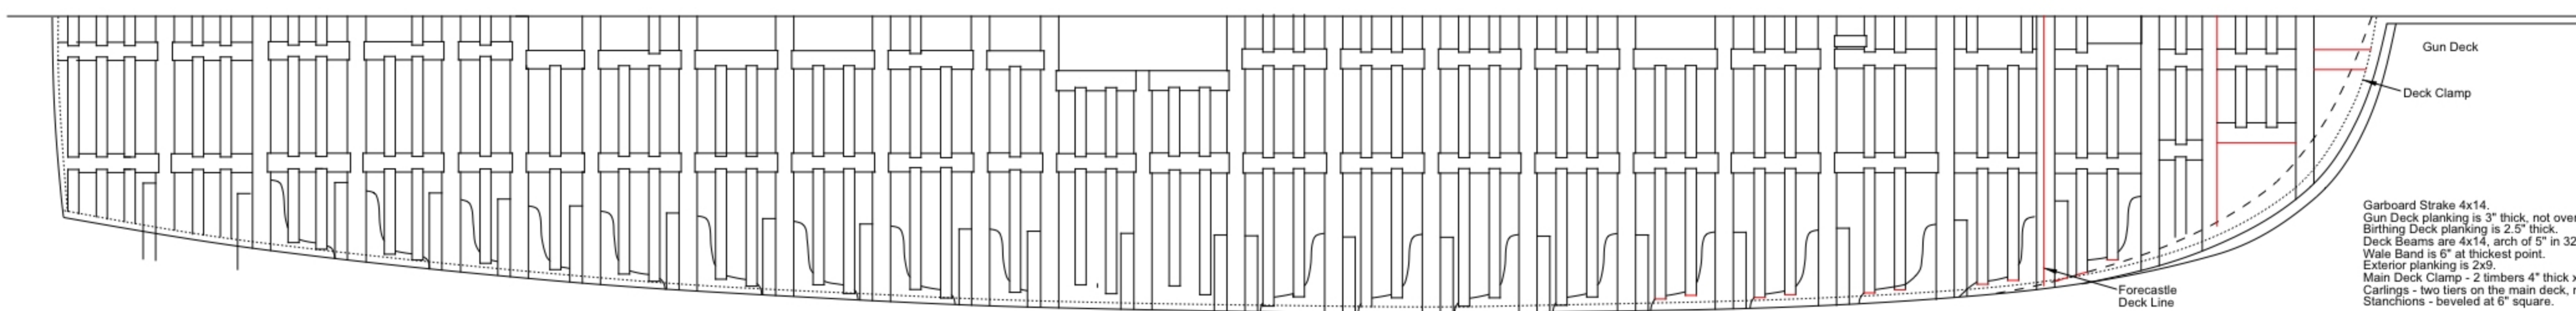 Gun Deck
Deck Clamp
Garboard Strake 4x14.
Gun Deck planking is 3" thick, not over
Birthing Deck planking is 2.5" thick.
Deck Beams are 4x14, arch of 5" in 32
Wale Band is 6" at thickest point.
Exterior planking is 2x9.
Main Deck Clamp - 2 timbers 4" thick x
Carlings - two tiers on the main deck,
Stanchions - beveled at 6" square.
Forecastle
Deck Line